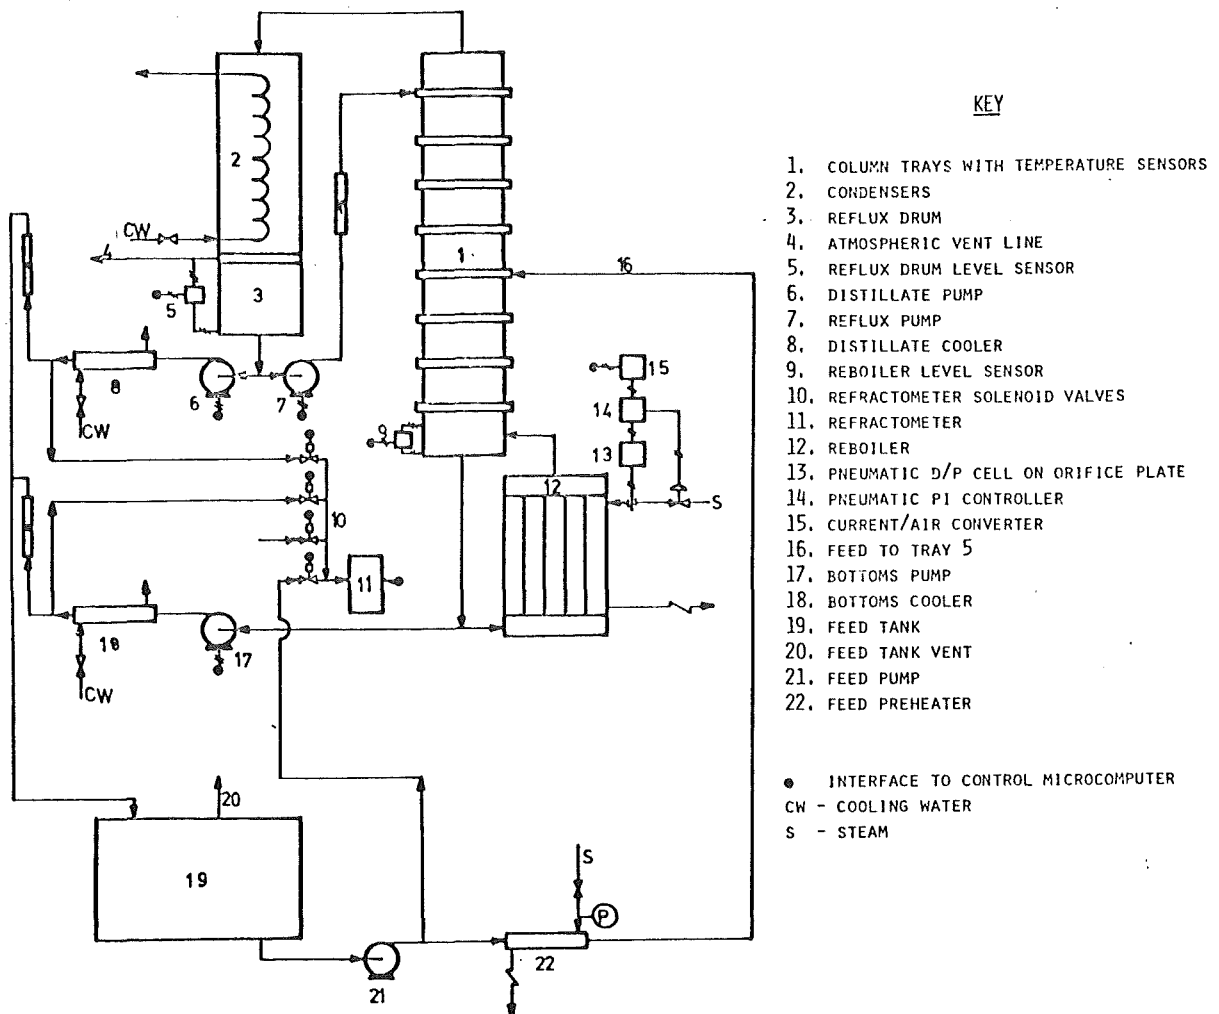 KEY
1. COLUMN TRAYS WITH TEMPERATURE SENSORS
2. CONDENSERS
3. REFLUX DRUM
4. ATMOSPHERIC VENT LINE
5. REFLUX DRUM LEVEL SENSOR
6. DISTILLATE PUMP
7. REFLUX PUMP
8. DISTILLATE COOLER
9. REBOILER LEVEL SENSOR
10. REFRACTOMETER SOLENOID VALVES
11. REFRACTOMETER
12. REBOILER
13. PNEUMATIC D/P CELL ON ORIFICE PLATE
14. PNEUMATIC PI CONTROLLER
15. CURRENT/AIR CONVERTER
16. FEED TO TRAY 5
17. BOTTOMS PUMP
18. BOTTOMS COOLER
19. FEED TANK
20. FEED TANK VENT
21. FEED PUMP
22. FEED PREHEATER
INTERFACE TO CONTROL MICROCOMPUTER
CW - COOLING WATER
S - STEAM
2
CW
4
1
16
3
5
15
8
6
7
14
CW
9
13
12
S
10
11
18
17
CW
20
19
S
P
21
22